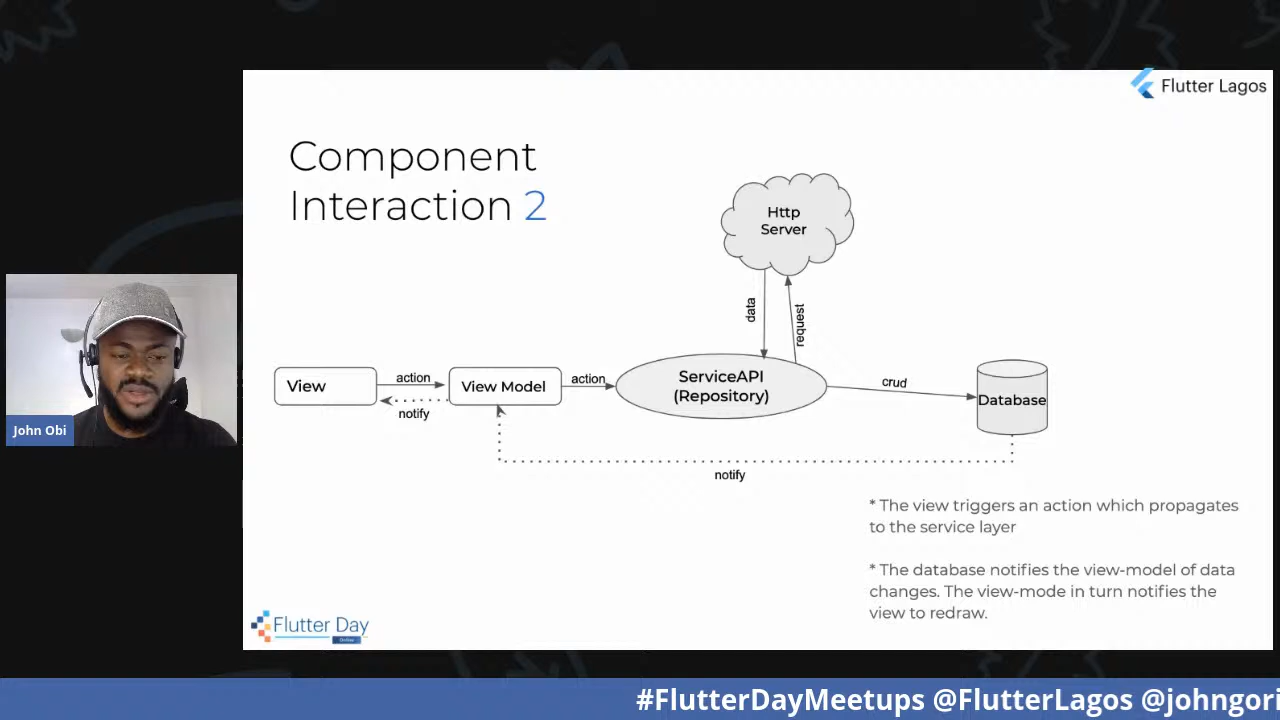 Flutter Lagos
Component
Interaction 2
Http
Server
data
request
View
action
notify
View Model
action
ServiceAPI
(Repository)
crud
Database
notify
* The view triggers an action which propagates
to the service layer
* The database notifies the view-model of data
changes. The view-mode in turn notifies the
view to redraw.
John Obi
Flutter Day
#FlutterDayMeetups @FlutterLagos @johngori